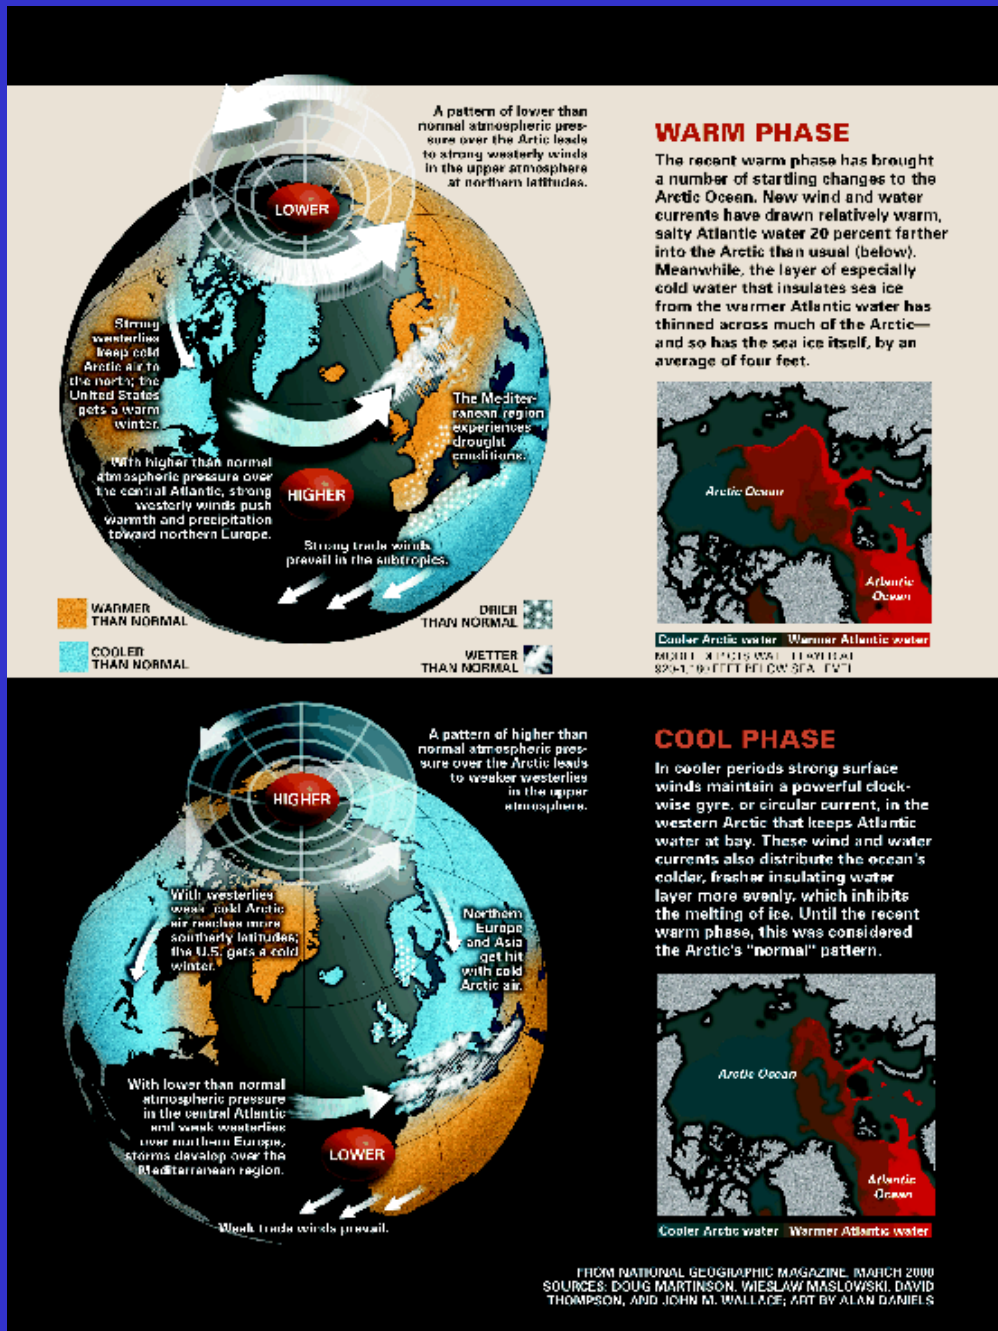 A pattern of lower than
normal atmospheric pres-
sure over the Artic leads
to strong westerly winds
in the upper atmosphere
at northern latitudes.
LOWER
Strong
westerlies
keep cold
Arctic air to
the north; the
United States
gets a warm
winter.
The Mediter-
ranean region
experiences
drought
conditions.
With higher than normal
atmospheric pressure over
the central Atlantic, strong
westerly winds push
warmth and precipitation
toward northern Europe.
HIGHER
Strong trade winds
prevail in the subtropics.
WARMER
THAN NORMAL
COOLER
THAN NORMAL
DRIER
THAN NORMAL
WETTER
THAN NORMAL
WARM PHASE
The recent warm phase has brought
a number of startling changes to the
Arctic Ocean. New wind and water
currents have drawn relatively warm,
salty Atlantic water 20 percent farther
into the Arctic than usual (below).
Meanwhile, the layer of especially
cold water that insulates sea ice
from the warmer Atlantic water has
thinned across much of the Arctic—
and so has the sea ice itself, by an
average of four feet.
Arctic Ocean
Atlantic
Ocean
Cooler Arctic water Warmer Atlantic water
MODEL DEPICTS WATER LAYER AT
FEET BELOW SEA LEVEL
A pattern of higher than
normal atmospheric pres-
sure over the Arctic leads
to weaker westerlies
in the upper
atmosphere.
HIGHER
With westerlies
weak, cold Arctic
air reaches more
southerly latitudes;
the U.S. gets a cold
winter.
Northern
Europe
and Asia
get hit
with cold
Arctic air.
With lower than normal
atmospheric pressure
in the central Atlantic
and weak westerlies
over northern Europe,
storms develop over the
Mediterranean region.
LOWER
Weak trade winds prevail.
COOL PHASE
In cooler periods strong surface
winds maintain a powerful clock-
wise gyre, or circular current, in the
western Arctic that keeps Atlantic
water at bay. These wind and water
currents also distribute the ocean's
colder, fresher insulating water
layer more evenly, which inhibits
the melting of ice. Until the recent
warm phase, this was considered
the Arctic's "normal" pattern.
Arctic Ocean
Atlantic
Ocean
Cooler Arctic water Warmer Atlantic water
FROM NATIONAL GEOGRAPHIC MAGAZINE, MARCH 2000
SOURCES: DOUG MARTINSON, WIESLAW MASLOWSKI, DAVID
THOMPSON, AND JOHN M. WALLACE; ART BY ALAN DANIELS